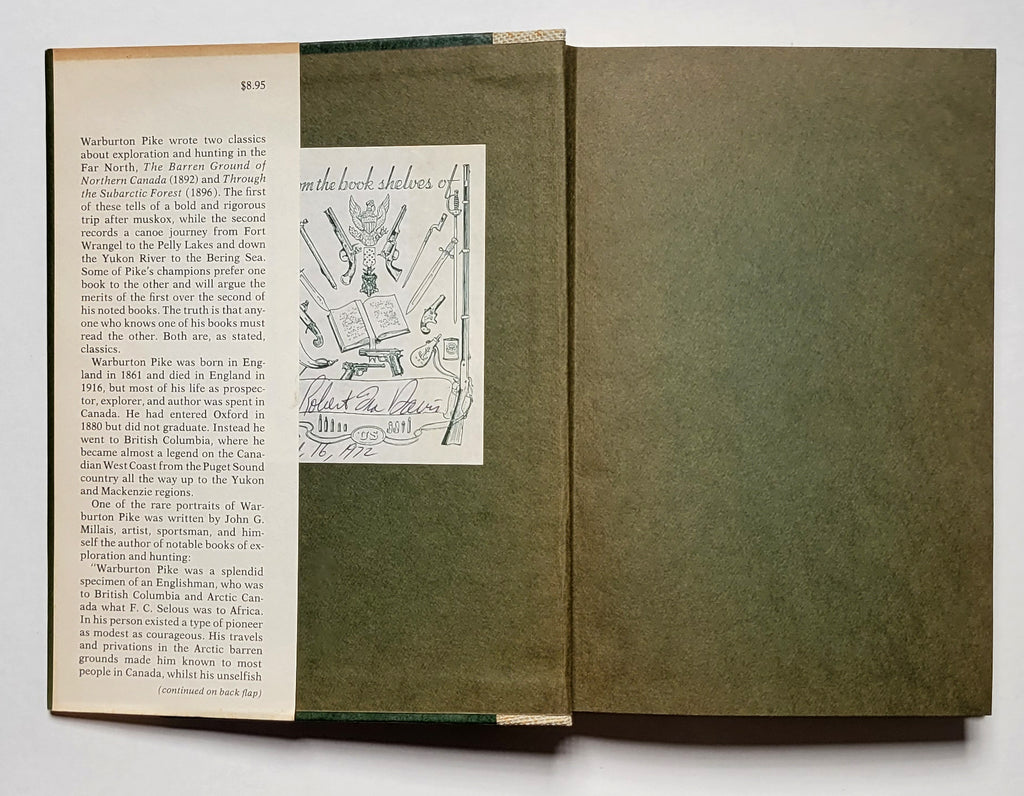 $8.95
Warburton Pike wrote two classics
about exploration and hunting in the
Far North, The Barren Ground of
Northern Canada (1892) and Through
the Subarctic Forest (1896). The first
of these tells of a bold and rigorous
trip after muskox, while the second
records a canoe journey from Fort
Wrangel to the Pelly Lakes and down
the Yukon River to the Bering Sea.
Some of Pike's champions prefer one
book to the other and will argue the
merits of the first over the second of
his noted books. The truth is that any-
one who knows one of his books must
read the other. Both are, as stated,
classics.
Warburton Pike was born in Eng-
land in 1861 and died in England in
1916, but most of his life as prospec-
tor, explorer, and author was spent in
Canada. He had entered Oxford in
1880 but did not graduate. Instead he
went to British Columbia, where he
became almost a legend on the Cana-
dian West Coast from the Puget Sound
country all the way up to the Yukon
and Mackenzie regions.
One of the rare portraits of War-
burton Pike was written by John G.
Millais, artist, sportsman, and him-
self the author of notable books of ex-
ploration and hunting:
"Warburton Pike was a splendid
specimen of an Englishman, who was
to British Columbia and Arctic Can-
ada what F. C. Selous was to Africa.
In his person existed a type of pioneer
as modest as courageous. His travels
and privations in the Arctic barren
grounds made him known to most
people in Canada, whilst his unselfish
(continued on back flap)
om the book shelves of
Robert Davis
US
16, 1972